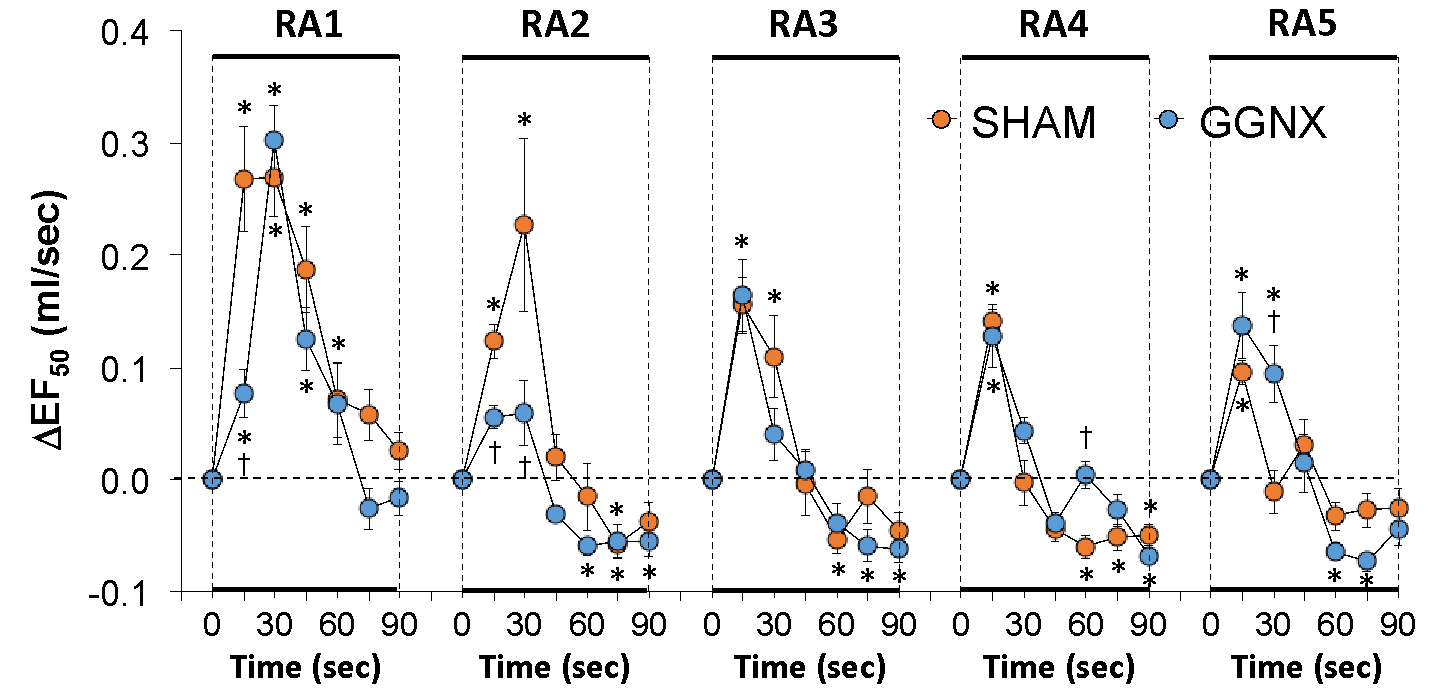 RA1 RA2 RA3 RA4 RA5
0.4
SHAM GGNX
0.3
0.2
0.1
0.0
-0.1
ΔEF50 (ml/sec)
* * * * * * * * †
* * † † * * * *
* * * * *
* * † * * * * *
* * † * * * *
0 30 60 90 0 30 60 90 0 30 60 90 0 30 60 90 0 30 60 90
Time (sec) Time (sec) Time (sec) Time (sec) Time (sec)